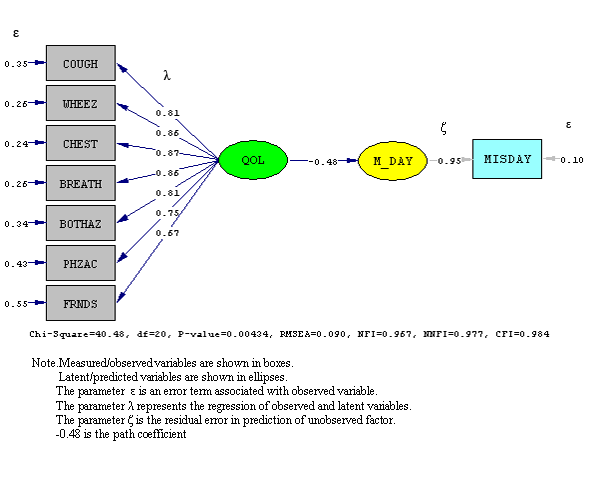 ε
0.35 COUGH
λ
0.81
0.26 WHEEZ
0.86
ζ
ε
0.24 CHEST
0.87
QOL -0.48 M_DAY 0.95 MISDAY 0.10
0.26 BREATH
0.86
0.81
0.34 BOTHAZ
0.75
0.67
0.43 PHZAC
0.55 FRNDS
Chi-Square=40.48, df=20, P-value=0.00434, RMSEA=0.090, NFI=0.967, NNFI=0.977, CFI=0.984
Note.Measured/observed variables are shown in boxes.
Latent/predicted variables are shown in ellipses.
The parameter ε is an error term associated with observed variable.
The parameter λ represents the regression of observed and latent variables.
The parameter ζ is the residual error in prediction of unobserved factor.
-0.48 is the path coefficient